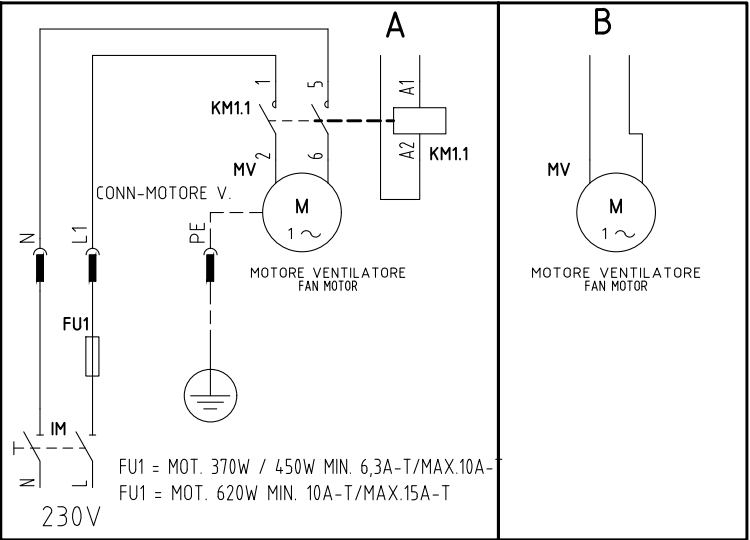 A
B
1
5
KM1.1
A1
A2
KM1.1
2
6
MV
MV
CONN-MOTORE V.
M
1
M
1
N
L1
PE
MOTORE VENTILATORE
FAN MOTOR
MOTORE VENTILATORE
FAN MOTOR
FU1
IM
FU1 = MOT. 370W / 450W MIN. 6,3A-T/MAX.10A-T
N
L
FU1 = MOT. 620W MIN. 10A-T/MAX.15A-T
230V